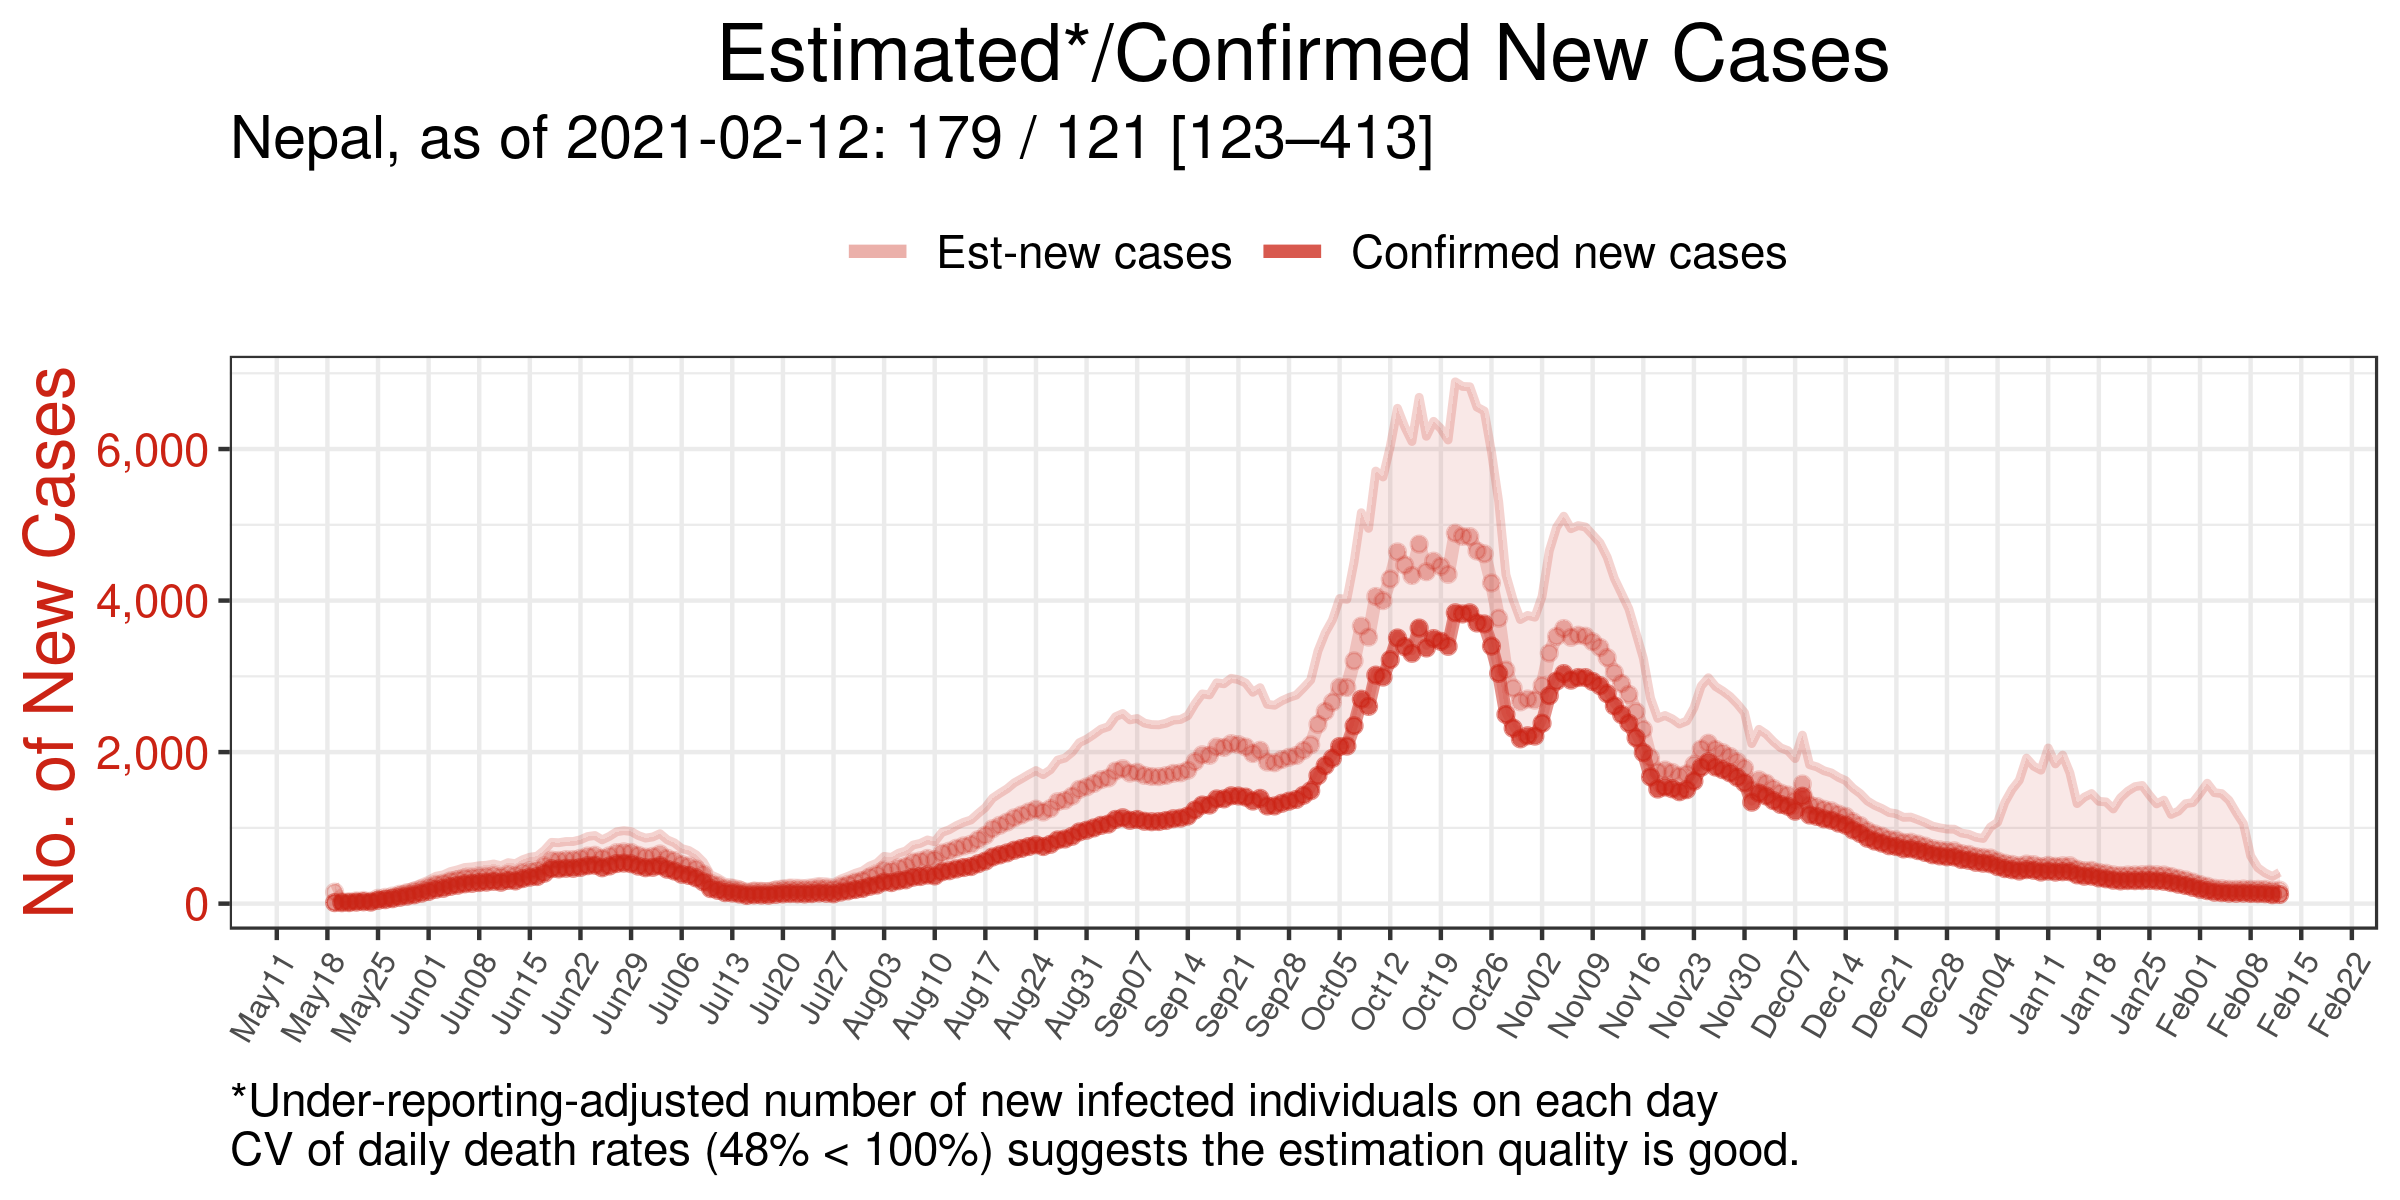 Estimated*/Confirmed New Cases
Nepal, as of 2021-02-12: 179 / 121 [123–413]
Est-new cases Confirmed new cases
No. of New Cases
6,000
4,000
2,000
0
May11 May18 May25 Jun01 Jun08 Jun15 Jun22 Jun29 Jul06 Jul13 Jul20 Jul27 Aug03 Aug10 Aug17 Aug24 Aug31 Sep07 Sep14 Sep21 Sep28 Oct05 Oct12 Oct19 Oct26 Nov02 Nov09 Nov16 Nov23 Nov30 Dec07 Dec14 Dec21 Dec28 Jan04 Jan11 Jan18 Jan25 Feb01 Feb08 Feb15 Feb22
*Under-reporting-adjusted number of new infected individuals on each day
CV of daily death rates (48% < 100%) suggests the estimation quality is good.